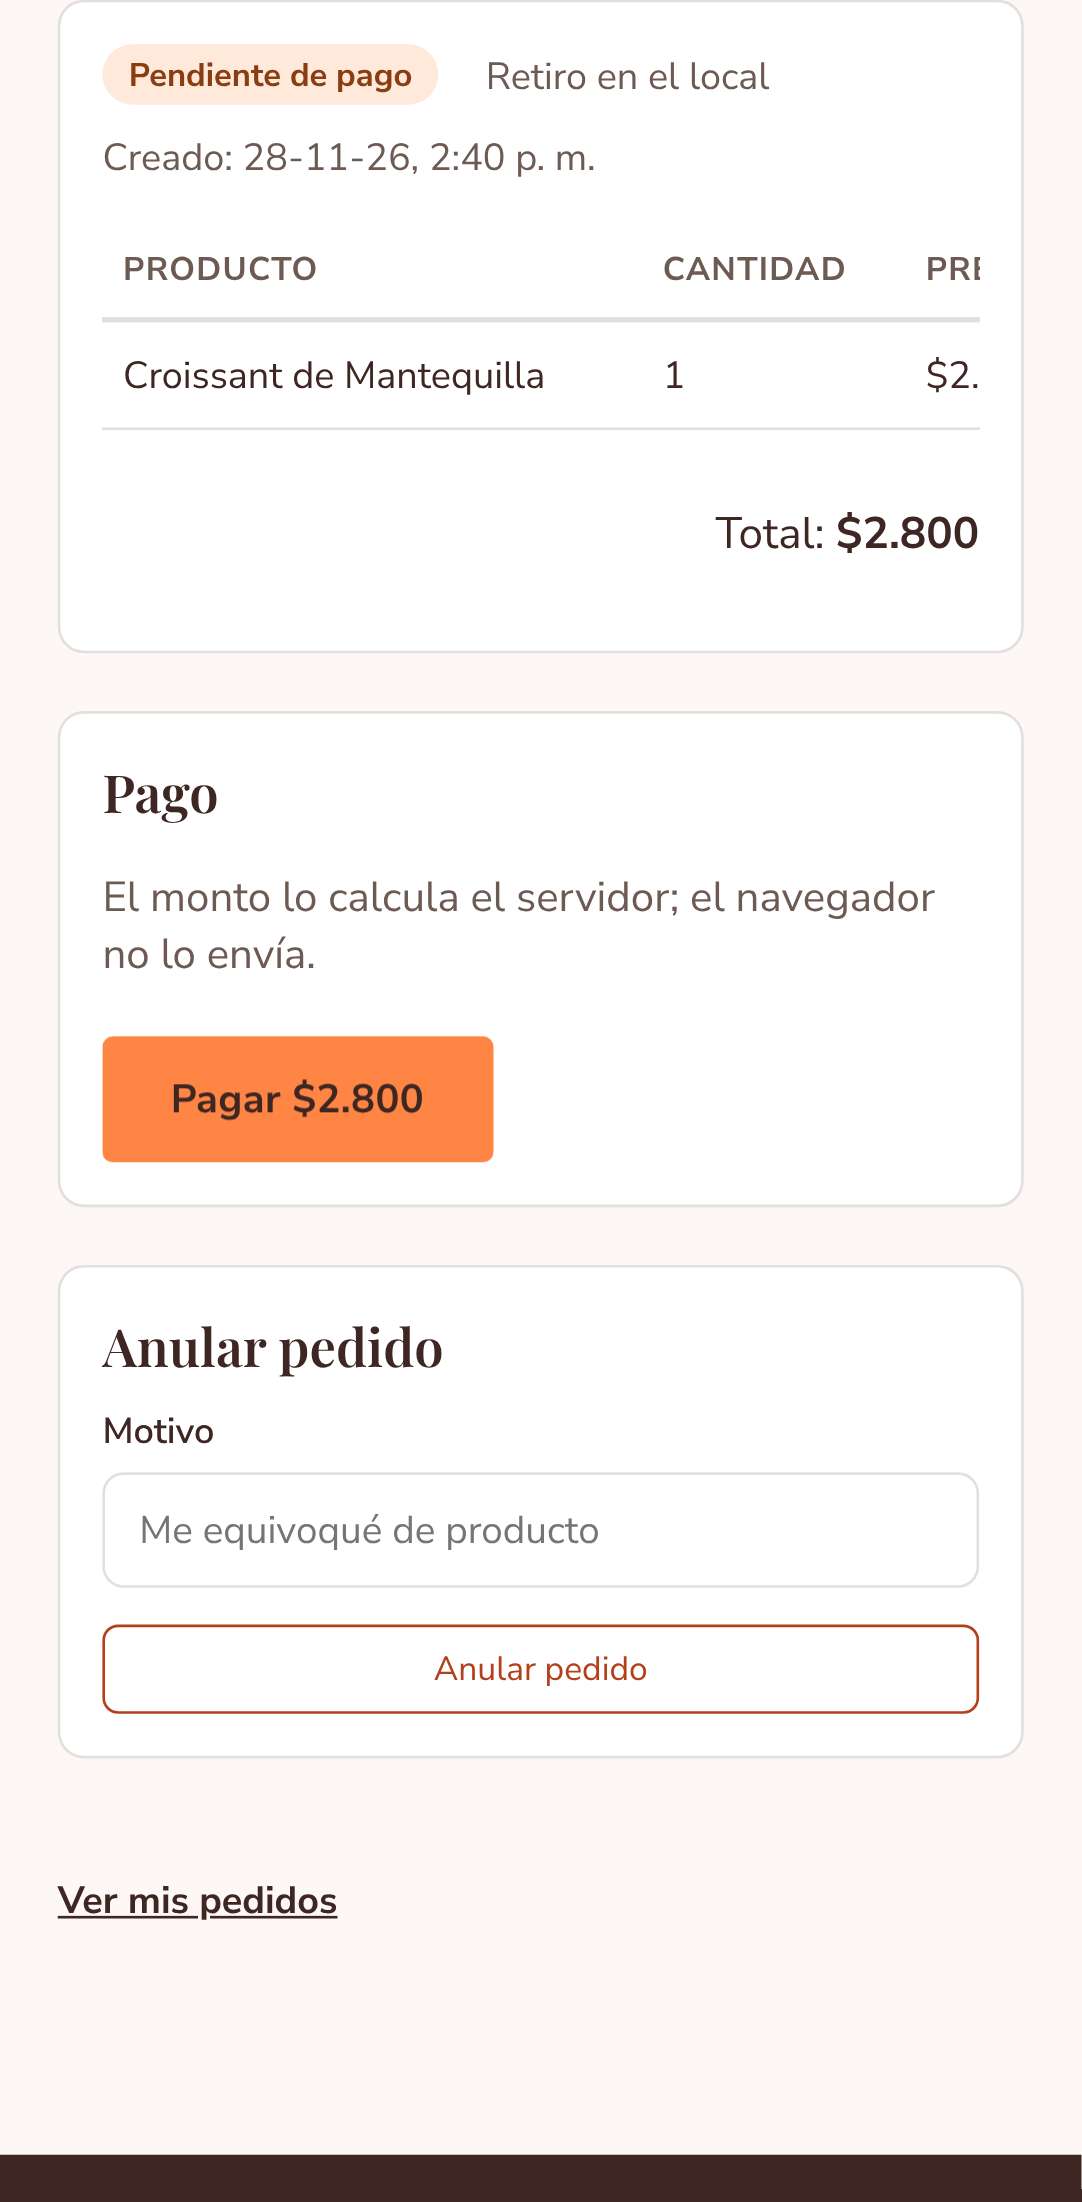 Pendiente de pago Retiro en el local
Creado: 28-11-26, 2:40 p. m.
PRODUCTO CANTIDAD
Croissant de Mantequilla 1 $2.
Total: $2.800
Pago
El monto lo calcula el servidor; el navegador
no lo envía.
Pagar $2.800
Anular pedido
Motivo
Me equivoqué de producto
Anular pedido
Ver mis pedidos